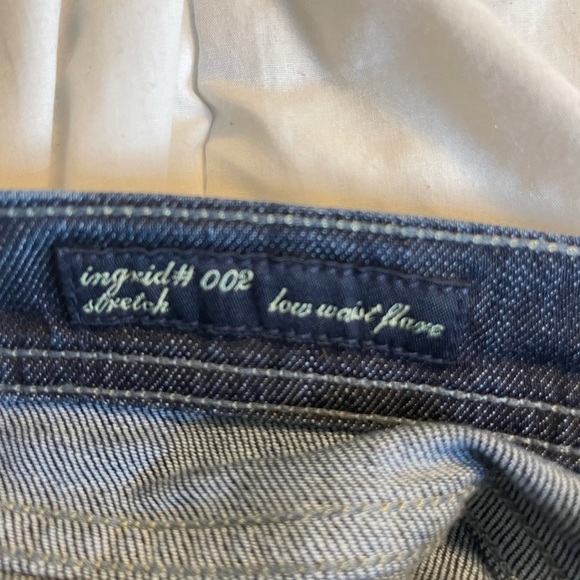 ingrid# 002
stretch
low waist flare